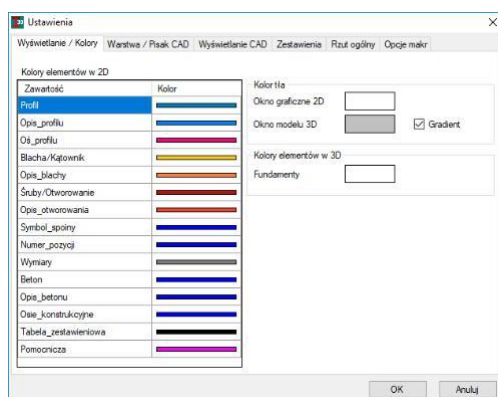 Ustawienia
Wyświetlanie / Kolory Warstwa / Pisak CAD Wyświetlanie CAD Zestawienia Rzut ogólny Opcje makr
Kolory elementów w 2D
Zawartość Kolor
Profil
Opis_profilu
Oś_profilu
Blacha/Kątownik
Opis_blachy
Śruby/Otworowanie
Opis_otworowania
Symbol_spoiny
Numer_pozycji
Wymiary
Beton
Opis_betonu
Osie_konstrukcyjne
Tabela_zestawieniowa
Pomocnicza
Kolor tła
Okno graficzne 2D
Okno modelu 3D Gradient
Kolory elementów w 3D
Fundamenty
OK Anuluj